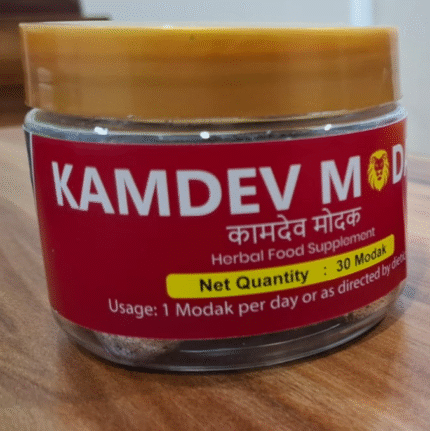 KAMDEV MOD
कामदेव मोदक
Herbal Food Supplement
Net Quantity : 30 Modak
Usage: 1 Modak per day or as directed by